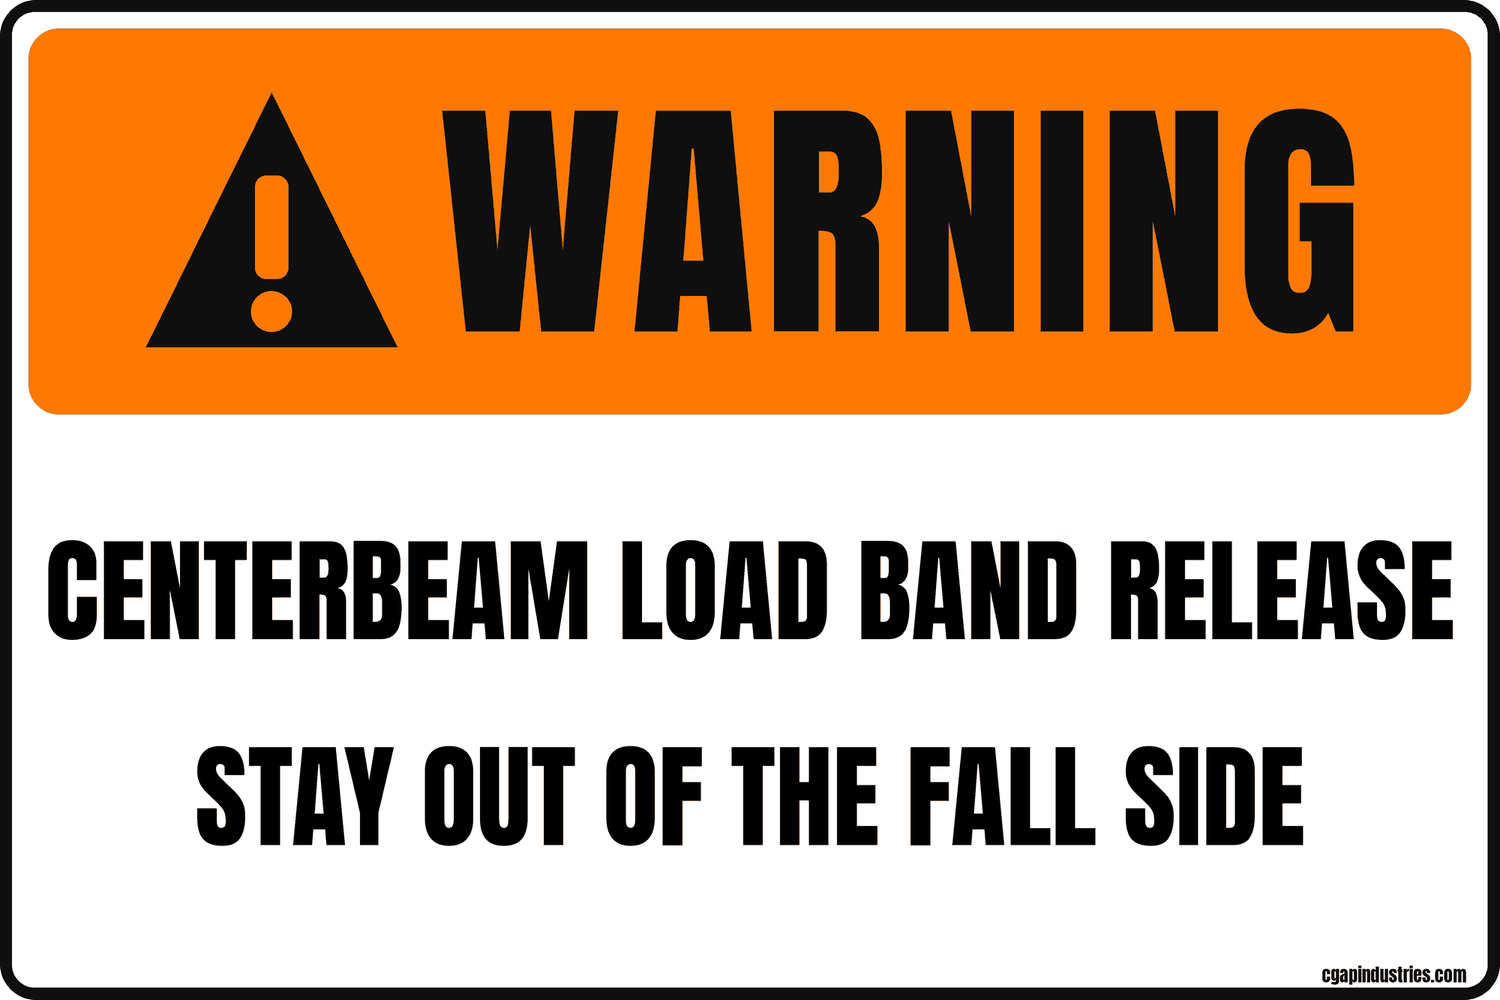 WARNING
CENTERBEAM LOAD BAND RELEASE
STAY OUT OF THE FALL SIDE
cgapindustries.com